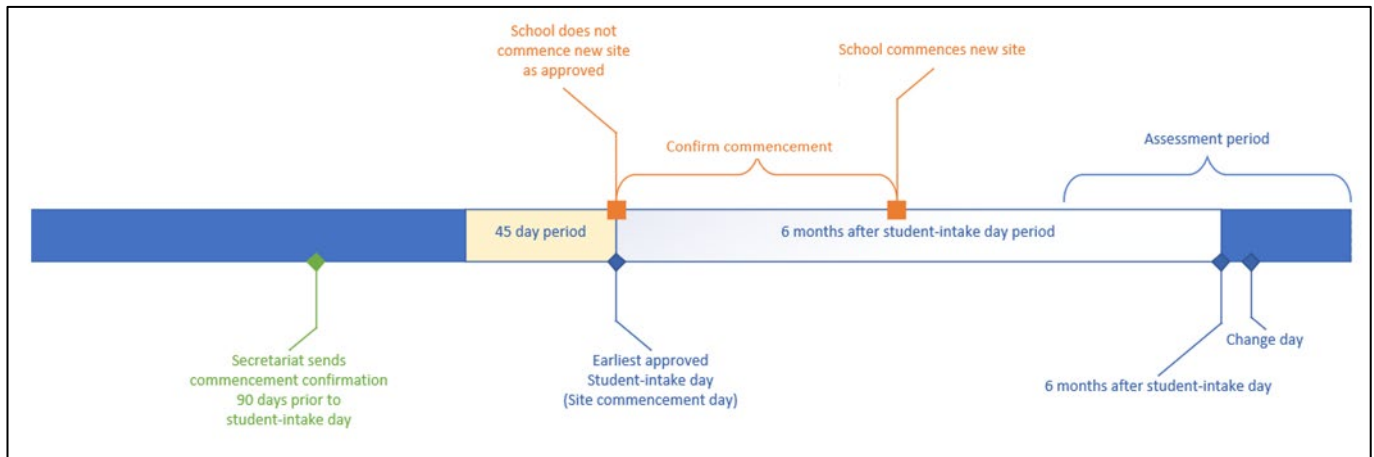 School does not
commence new site
as approved
School commences new site
Confirm commencement
Assessment period
45 day period
6 months after student-intake day period
Secretariat sends
commencement confirmation
90 days prior to
student-intake day
Earliest approved
Student-intake day
(Site commencement day)
Change day
6 months after student-intake day